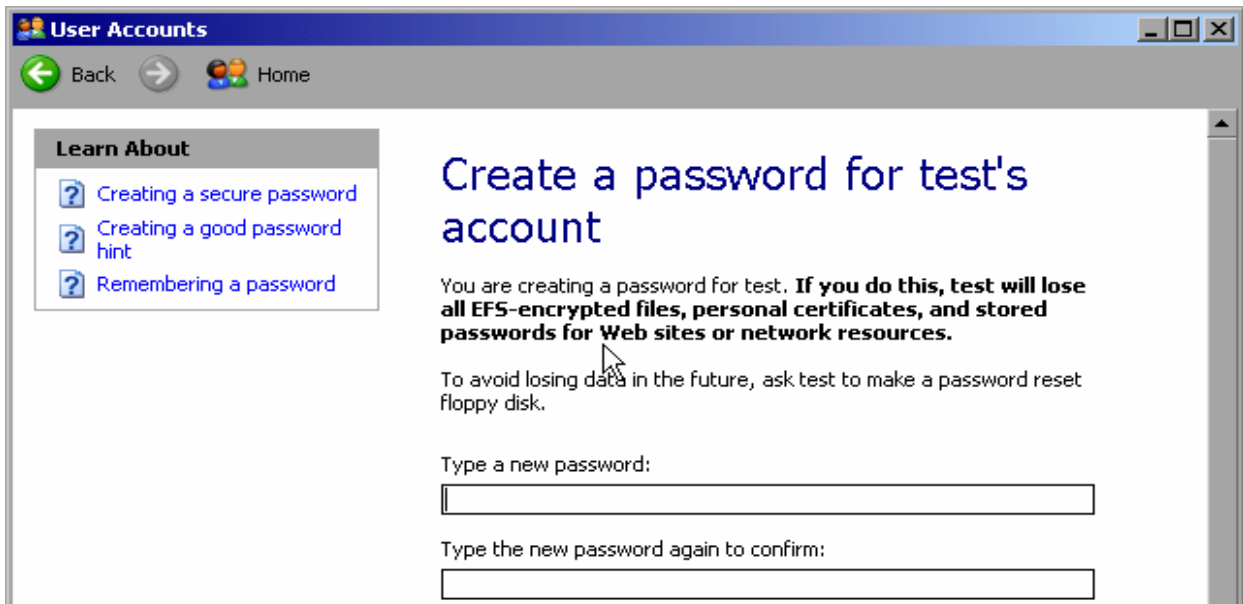 User Accounts
Back
Home
Learn About
Creating a secure password
Creating a good password
hint
Remembering a password
Create a password for test's
account
You are creating a password for test. If you do this, test will lose
all EFS-encrypted files, personal certificates, and stored
passwords for Web sites or network resources.
To avoid losing data in the future, ask test to make a password reset
floppy disk.
Type a new password:
Type the new password again to confirm: